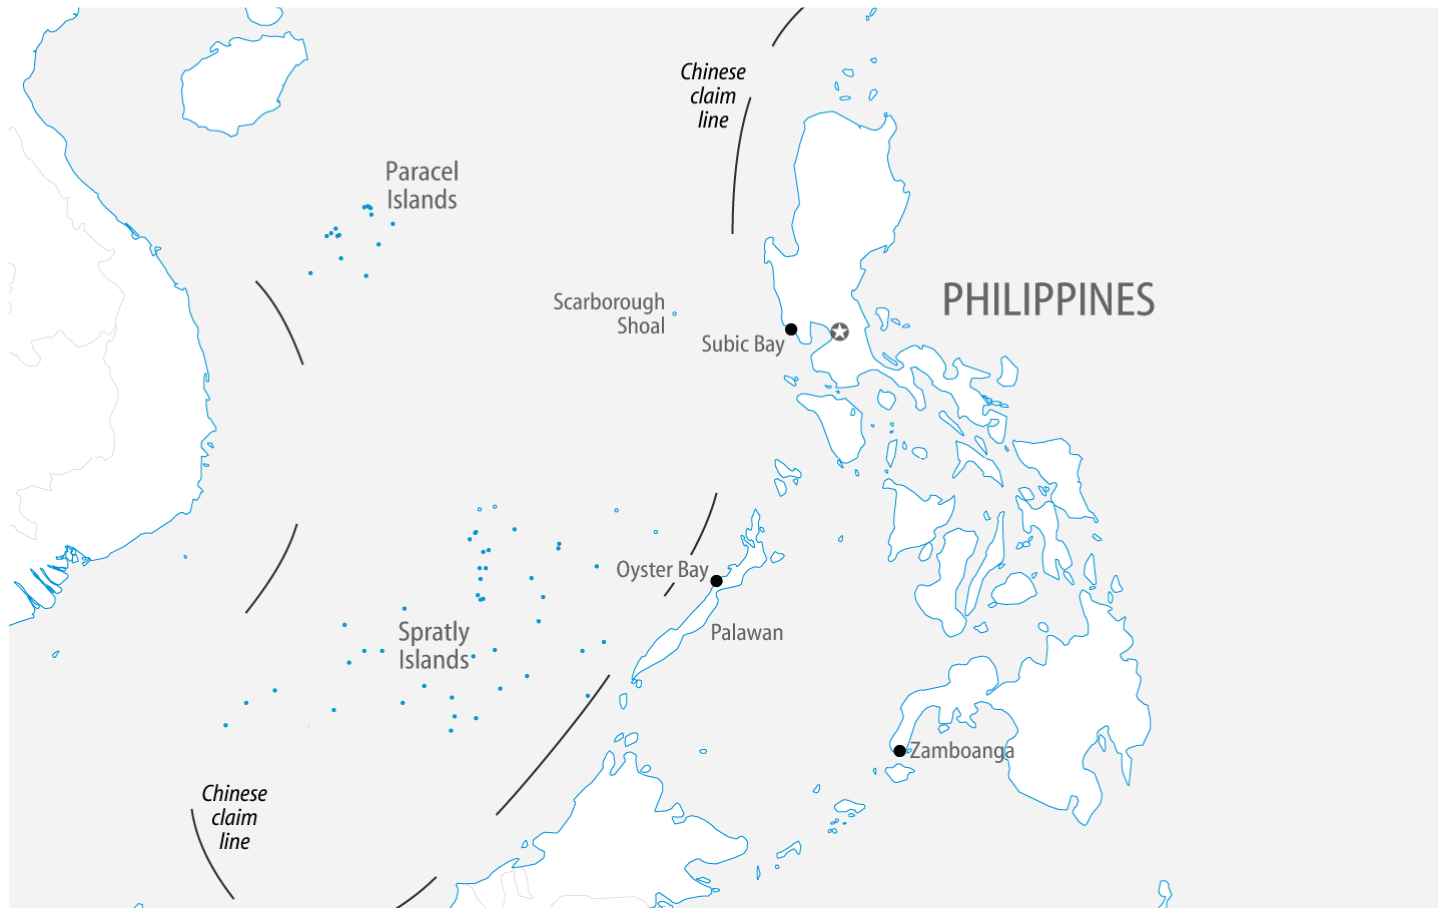 Chinese
claim
line
Paracel
Islands
PHILIPPINES
Scarborough
Shoal
Subic Bay
Oyster Bay
Palawan
Spratly
Islands
Zamboanga
Chinese
claim
line